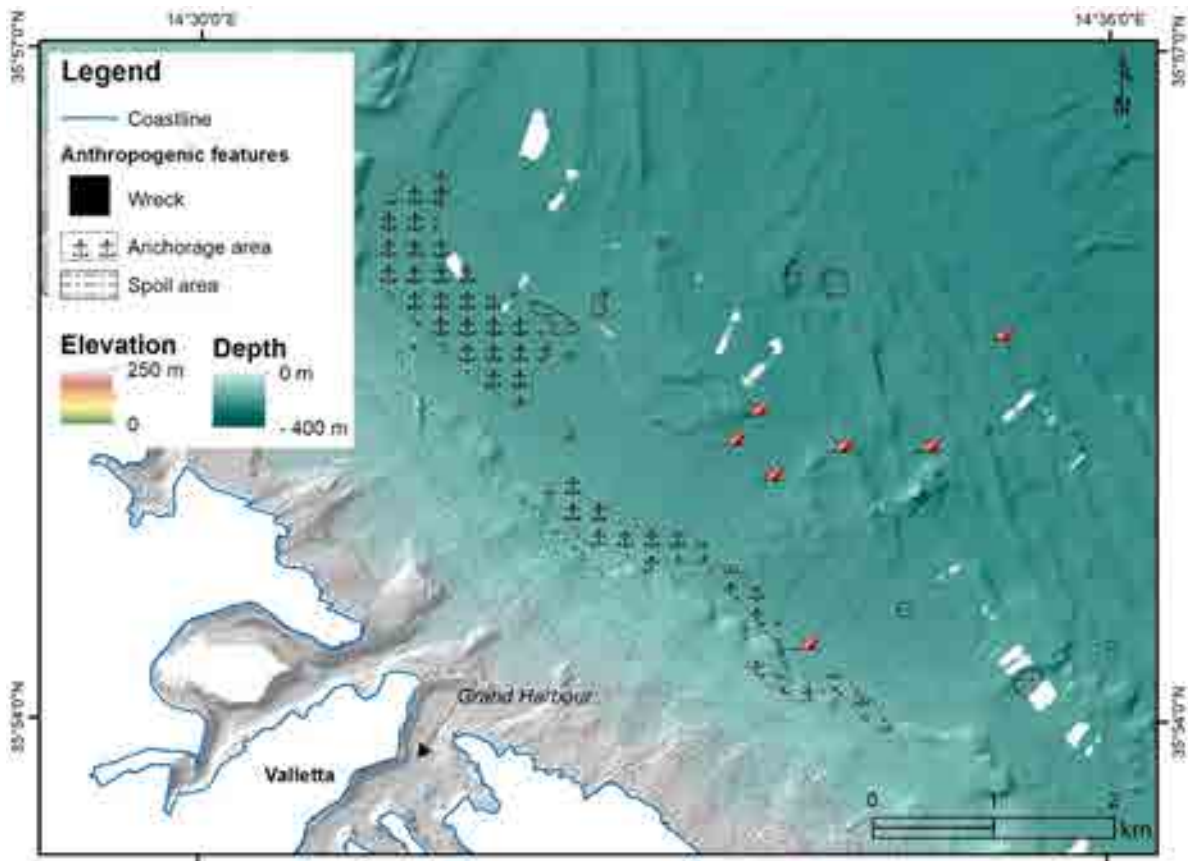 14°30'0"E
14°36'0"E
35°57'0"N
35°57'0"N
Legend
Coastline
Anthropogenic features
Wreck
Anchorage area
Spoil area
Elevation
250 m
0
Depth
0 m
- 400 m
N
Grand Harbour
Valletta
35°54'0"N
35°54'0"N
0
1
2
km